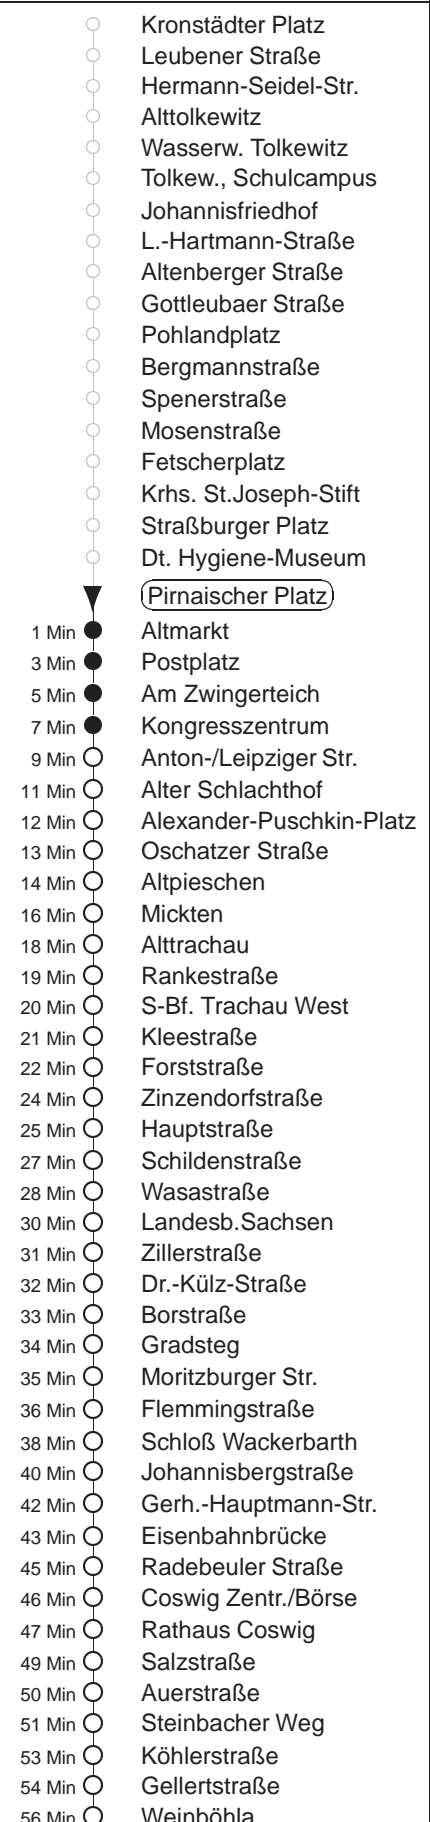 Kronstädter Platz
Leubener Straße
Hermann-Seidel-Str.
Alttolkewitz
Wasserw. Tolkewitz
Tolkew., Schulcampus
Johannisfriedhof
L.-Hartmann-Straße
Altenberger Straße
Gottleubaer Straße
Pohlandplatz
Bergmannstraße
Spenerstraße
Mosenstraße
Fetscherplatz
Krhs. St.Joseph-Stift
Straßburger Platz
Dt. Hygiene-Museum
Pirnaischer Platz
1 Min Altmarkt
3 Min Postplatz
5 Min Am Zwingerteich
7 Min Kongresszentrum
9 Min Anton-/Leipziger Str.
11 Min Alter Schlachthof
12 Min Alexander-Puschkin-Platz
13 Min Oschatzer Straße
14 Min Altpieschen
16 Min Mickten
18 Min Alttrachau
19 Min Rankestraße
20 Min S-Bf. Trachau West
21 Min Kleestraße
22 Min Forststraße
24 Min Zinzendorfstraße
25 Min Hauptstraße
27 Min Schildenstraße
28 Min Wasastraße
30 Min Landesb.Sachsen
31 Min Zillerstraße
32 Min Dr.-Külz-Straße
33 Min Borstraße
34 Min Gradsteg
35 Min Moritzburger Str.
36 Min Flemmingstraße
38 Min Schloß Wackerbarth
40 Min Johannisbergstraße
42 Min Gerh.-Hauptmann-Str.
43 Min Eisenbahnbrücke
45 Min Radebeuler Straße
46 Min Coswig Zentr./Börse
47 Min Rathaus Coswig
49 Min Salzstraße
50 Min Auerstraße
51 Min Steinbacher Weg
53 Min Köhlerstraße
54 Min Gellertstraße
56 Min Weinböhla